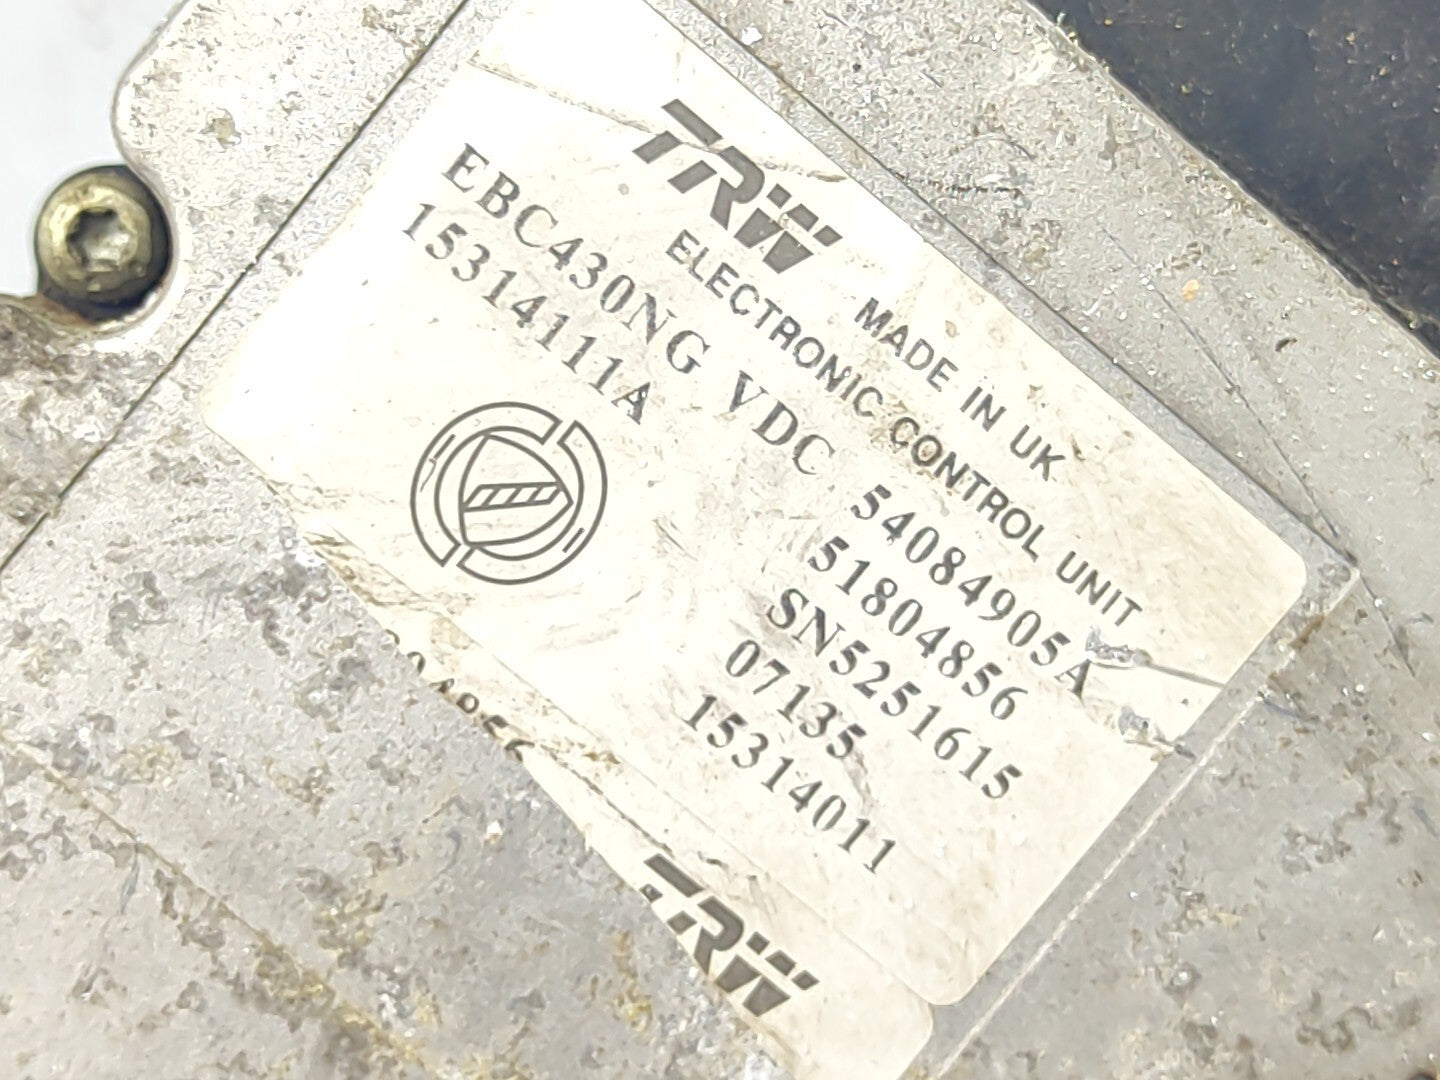 TRW
MADE IN UK
ELECTRONIC CONTROL UNIT
EBC430NG VDC 54084905A
15314111A 51804856
SN5251615
07135
15314011
TRW